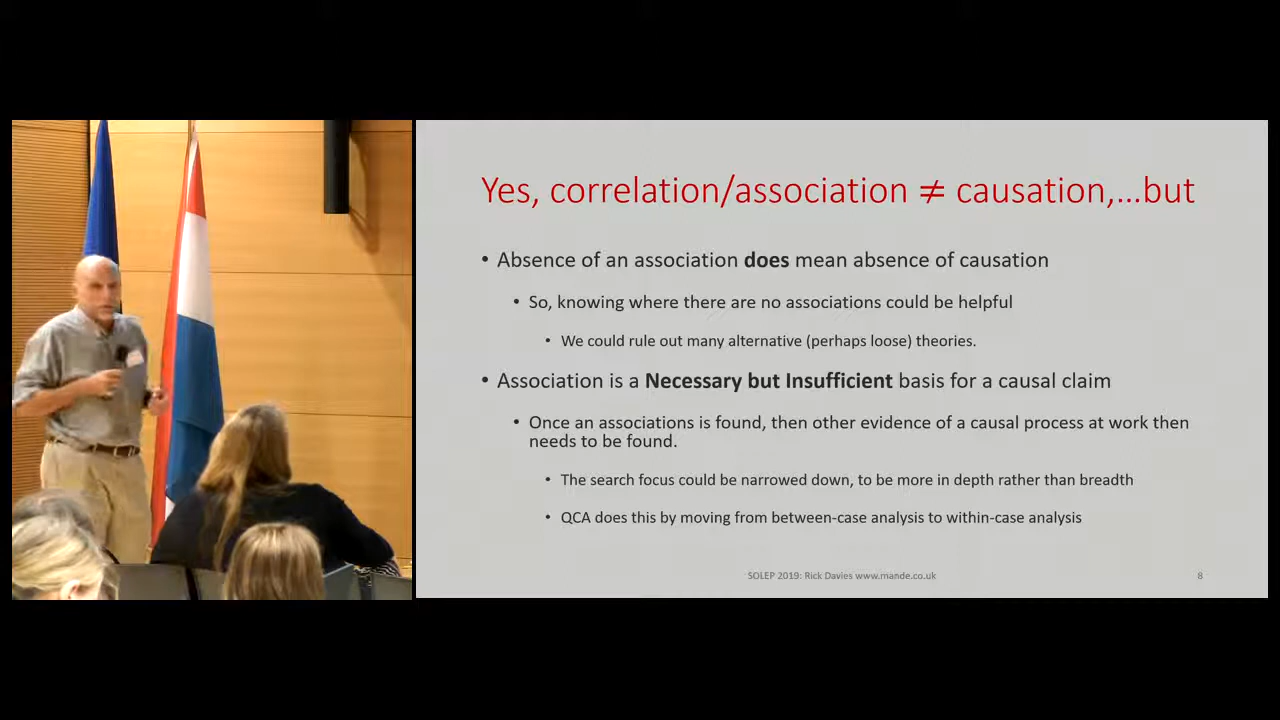 Yes, correlation/association ≠ causation,...but
• Absence of an association does mean absence of causation
• So, knowing where there are no associations could be helpful
• We could rule out many alternative (perhaps loose) theories.
• Association is a Necessary but Insufficient basis for a causal claim
• Once an associations is found, then other evidence of a causal process at work then
needs to be found.
• The search focus could be narrowed down, to be more in depth rather than breadth
• QCA does this by moving from between-case analysis to within-case analysis
SOLEP 2019: Rick Davies www.mande.co.uk
8